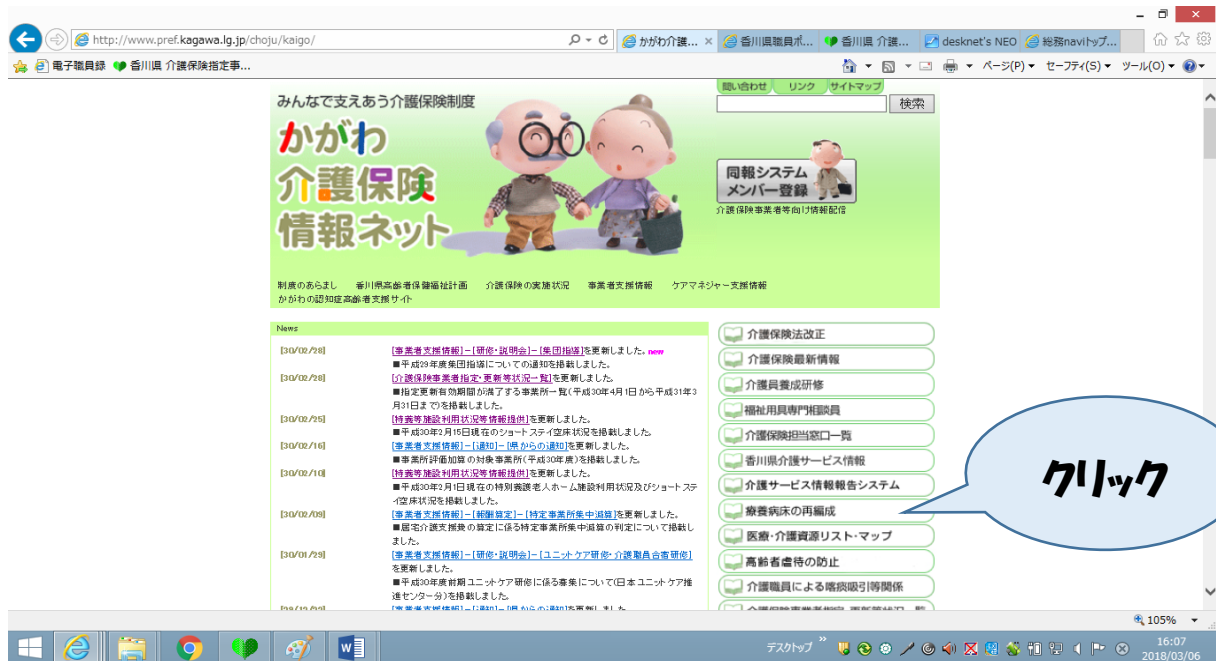 http://www.pref.kagawa.lg.jp/choju/kaigo/
かがわ介護...
香川県職員ポ...
香川県 介護...
desknet's NEO
総務naviトップ...
電子職員録
香川県 介護保険指定事...
ページ(P)
セーフティ(S)
ツール(O)
問い合わせ リンク サイトマップ
検索
みんなで支えあう介護保険制度
かがわ
介護保険
情報ネット
同報システム
メンバー登録
介護保険事業者等向け情報配信
制度のあらまし 香川県高齢者保健福祉計画 介護保険の実施状況 事業者支援情報 ケアマネジャー支援情報
かがわの認知症高齢者支援サイト
News
[30/02/28] [事業者支援情報]-[研修・説明会]-[集団指導]を更新しました。new
■平成29年度集団指導についての通知を掲載しました。
[30/02/28] [介護保険事業者指定・更新等状況一覧]を更新しました。
■指定更新有効期間が満了する事業所一覧(平成30年4月1日から平成31年3
月31日まで)を掲載しました。
[30/02/25] [特養等施設利用状況等情報提供]を更新しました。
■平成30年2月15日現在のショートステイ空床状況を掲載しました。
[30/02/16] [事業者支援情報]-[通知]-[県からの通知]を更新しました。
■事業所評価加算の対象事業所(平成30年度)を掲載しました。
[30/02/10] [特養等施設利用状況等情報提供]を更新しました。
■平成30年2月1日現在の特別養護老人ホーム施設利用状況及びショートステ
イ空床状況を掲載しました。
[30/02/09] [事業者支援情報]-[報酬算定]-[特定事業所集中減算]を更新しました。
■居宅介護支援費の算定に係る特定事業所集中減算の判定について掲載し
ました。
[30/01/29] [事業者支援情報]-[研修・説明会]-[ユニットケア研修・介護職員合害研修]
を更新しました。
■平成30年度前期ユニットケア研修に係る募集について(日本ユニットケア推
進センター分)を掲載しました。
介護保険法改正
介護保険最新情報
介護員養成研修
福祉用具専門相談員
介護保険担当窓口一覧
香川県介護サービス情報
介護サービス情報報告システム
療養病床の再編成
医療・介護資源リスト・マップ
高齢者虐待の防止
介護職員による喀痰吸引等関係
介護保険事業者指定・更新等状況一覧
クリック
105%
デスクトップ
16:07
2018/03/06